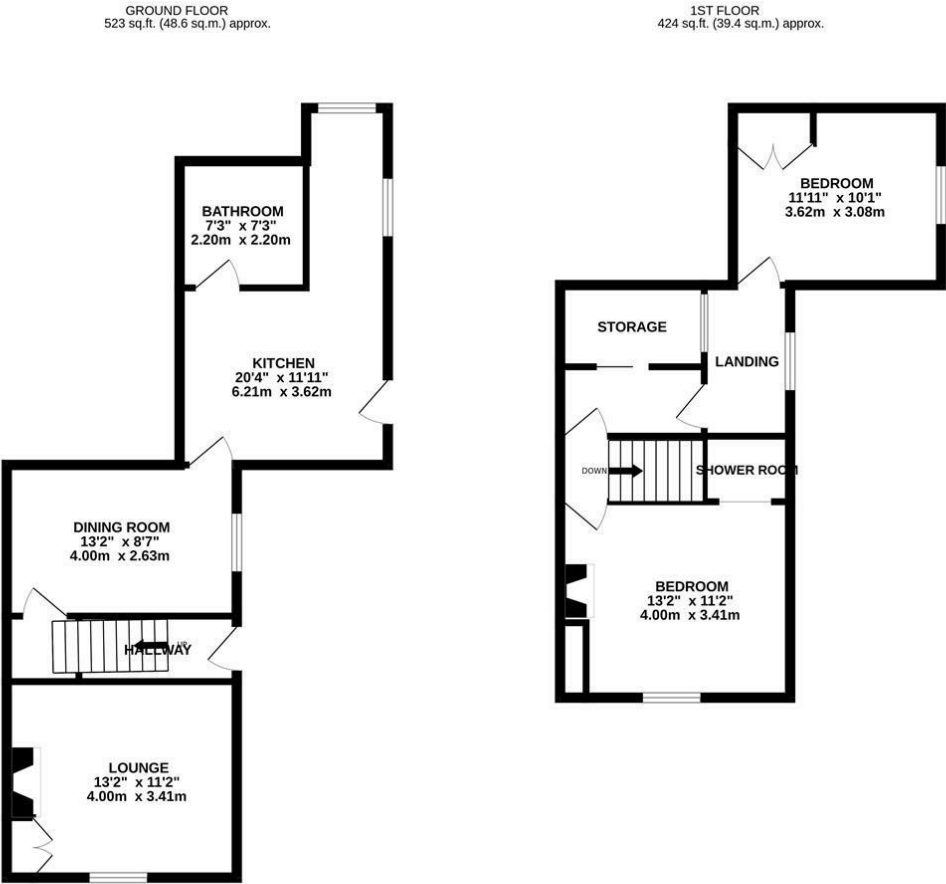 GROUND FLOOR
523 sq.ft. (48.6 sq.m.) approx.
1ST FLOOR
424 sq.ft. (39.4 sq.m.) approx.
BATHROOM
7'3" x 7'3"
2.20m x 2.20m
KITCHEN
20'4" x 11'11"
6.21m x 3.62m
DINING ROOM
13'2" x 8'7"
4.00m x 2.63m
HALLWAY
UP
LOUNGE
13'2" x 11'2"
4.00m x 3.41m
BEDROOM
11'11" x 10'1"
3.62m x 3.08m
STORAGE
LANDING
DOWN
SHOWER ROOM
BEDROOM
13'2" x 11'2"
4.00m x 3.41m